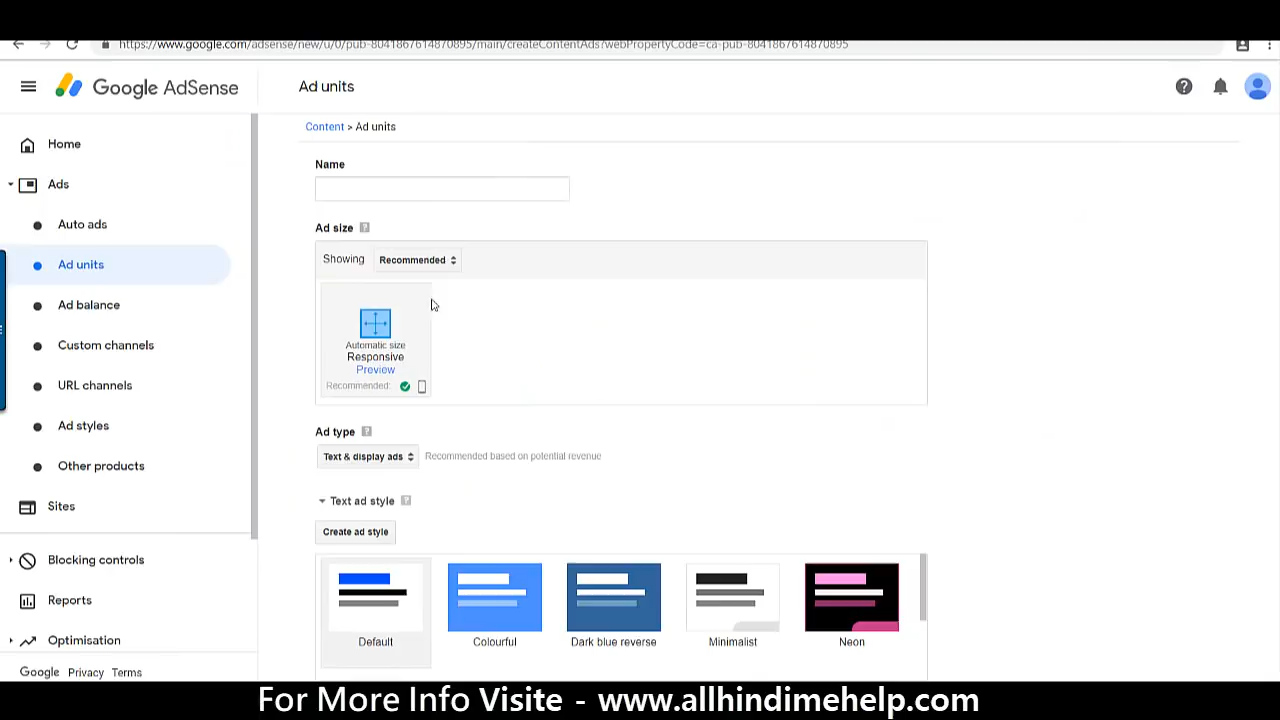 https://www.google.com/adsense/new/u/0/pub-8041867614870895/main/createContentAds?webPropertyCode=ca-pub-8041867614870895
Google AdSense
Ad units
Content > Ad units
Home
Ads
Auto ads
Ad units
Ad balance
Custom channels
URL channels
Ad styles
Other products
Sites
Blocking controls
Reports
Optimisation
Google Privacy Terms
Name
Ad size ?
Showing Recommended
Automatic size
Responsive
Preview
Recommended:
Ad type ?
Text & display ads Recommended based on potential revenue
Text ad style ?
Create ad style
Default Colourful Dark blue reverse Minimalist Neon
For More Info Visite - www.allhindimehelp.com